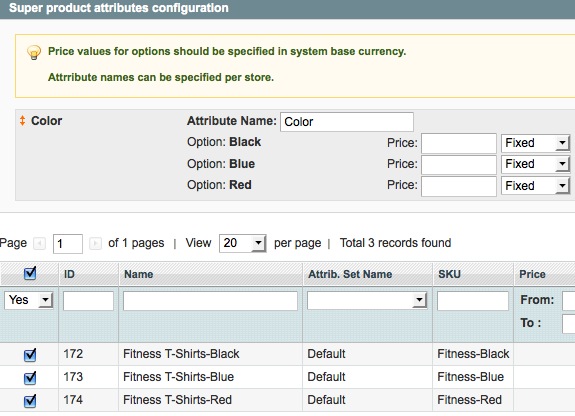 Super product attributes configuration
Price values for options should be specified in system base currency.
Attrribute names can be specified per store.
Color Attribute Name: Color
Option: Black Price: Fixed
Option: Blue Price: Fixed
Option: Red Price: Fixed
Page 1 of 1 pages | View 20 per page | Total 3 records found
ID Name Attrib. Set Name SKU Price
Yes From:
To :
172 Fitness T-Shirts-Black Default Fitness-Black
173 Fitness T-Shirts-Blue Default Fitness-Blue
174 Fitness T-Shirts-Red Default Fitness-Red